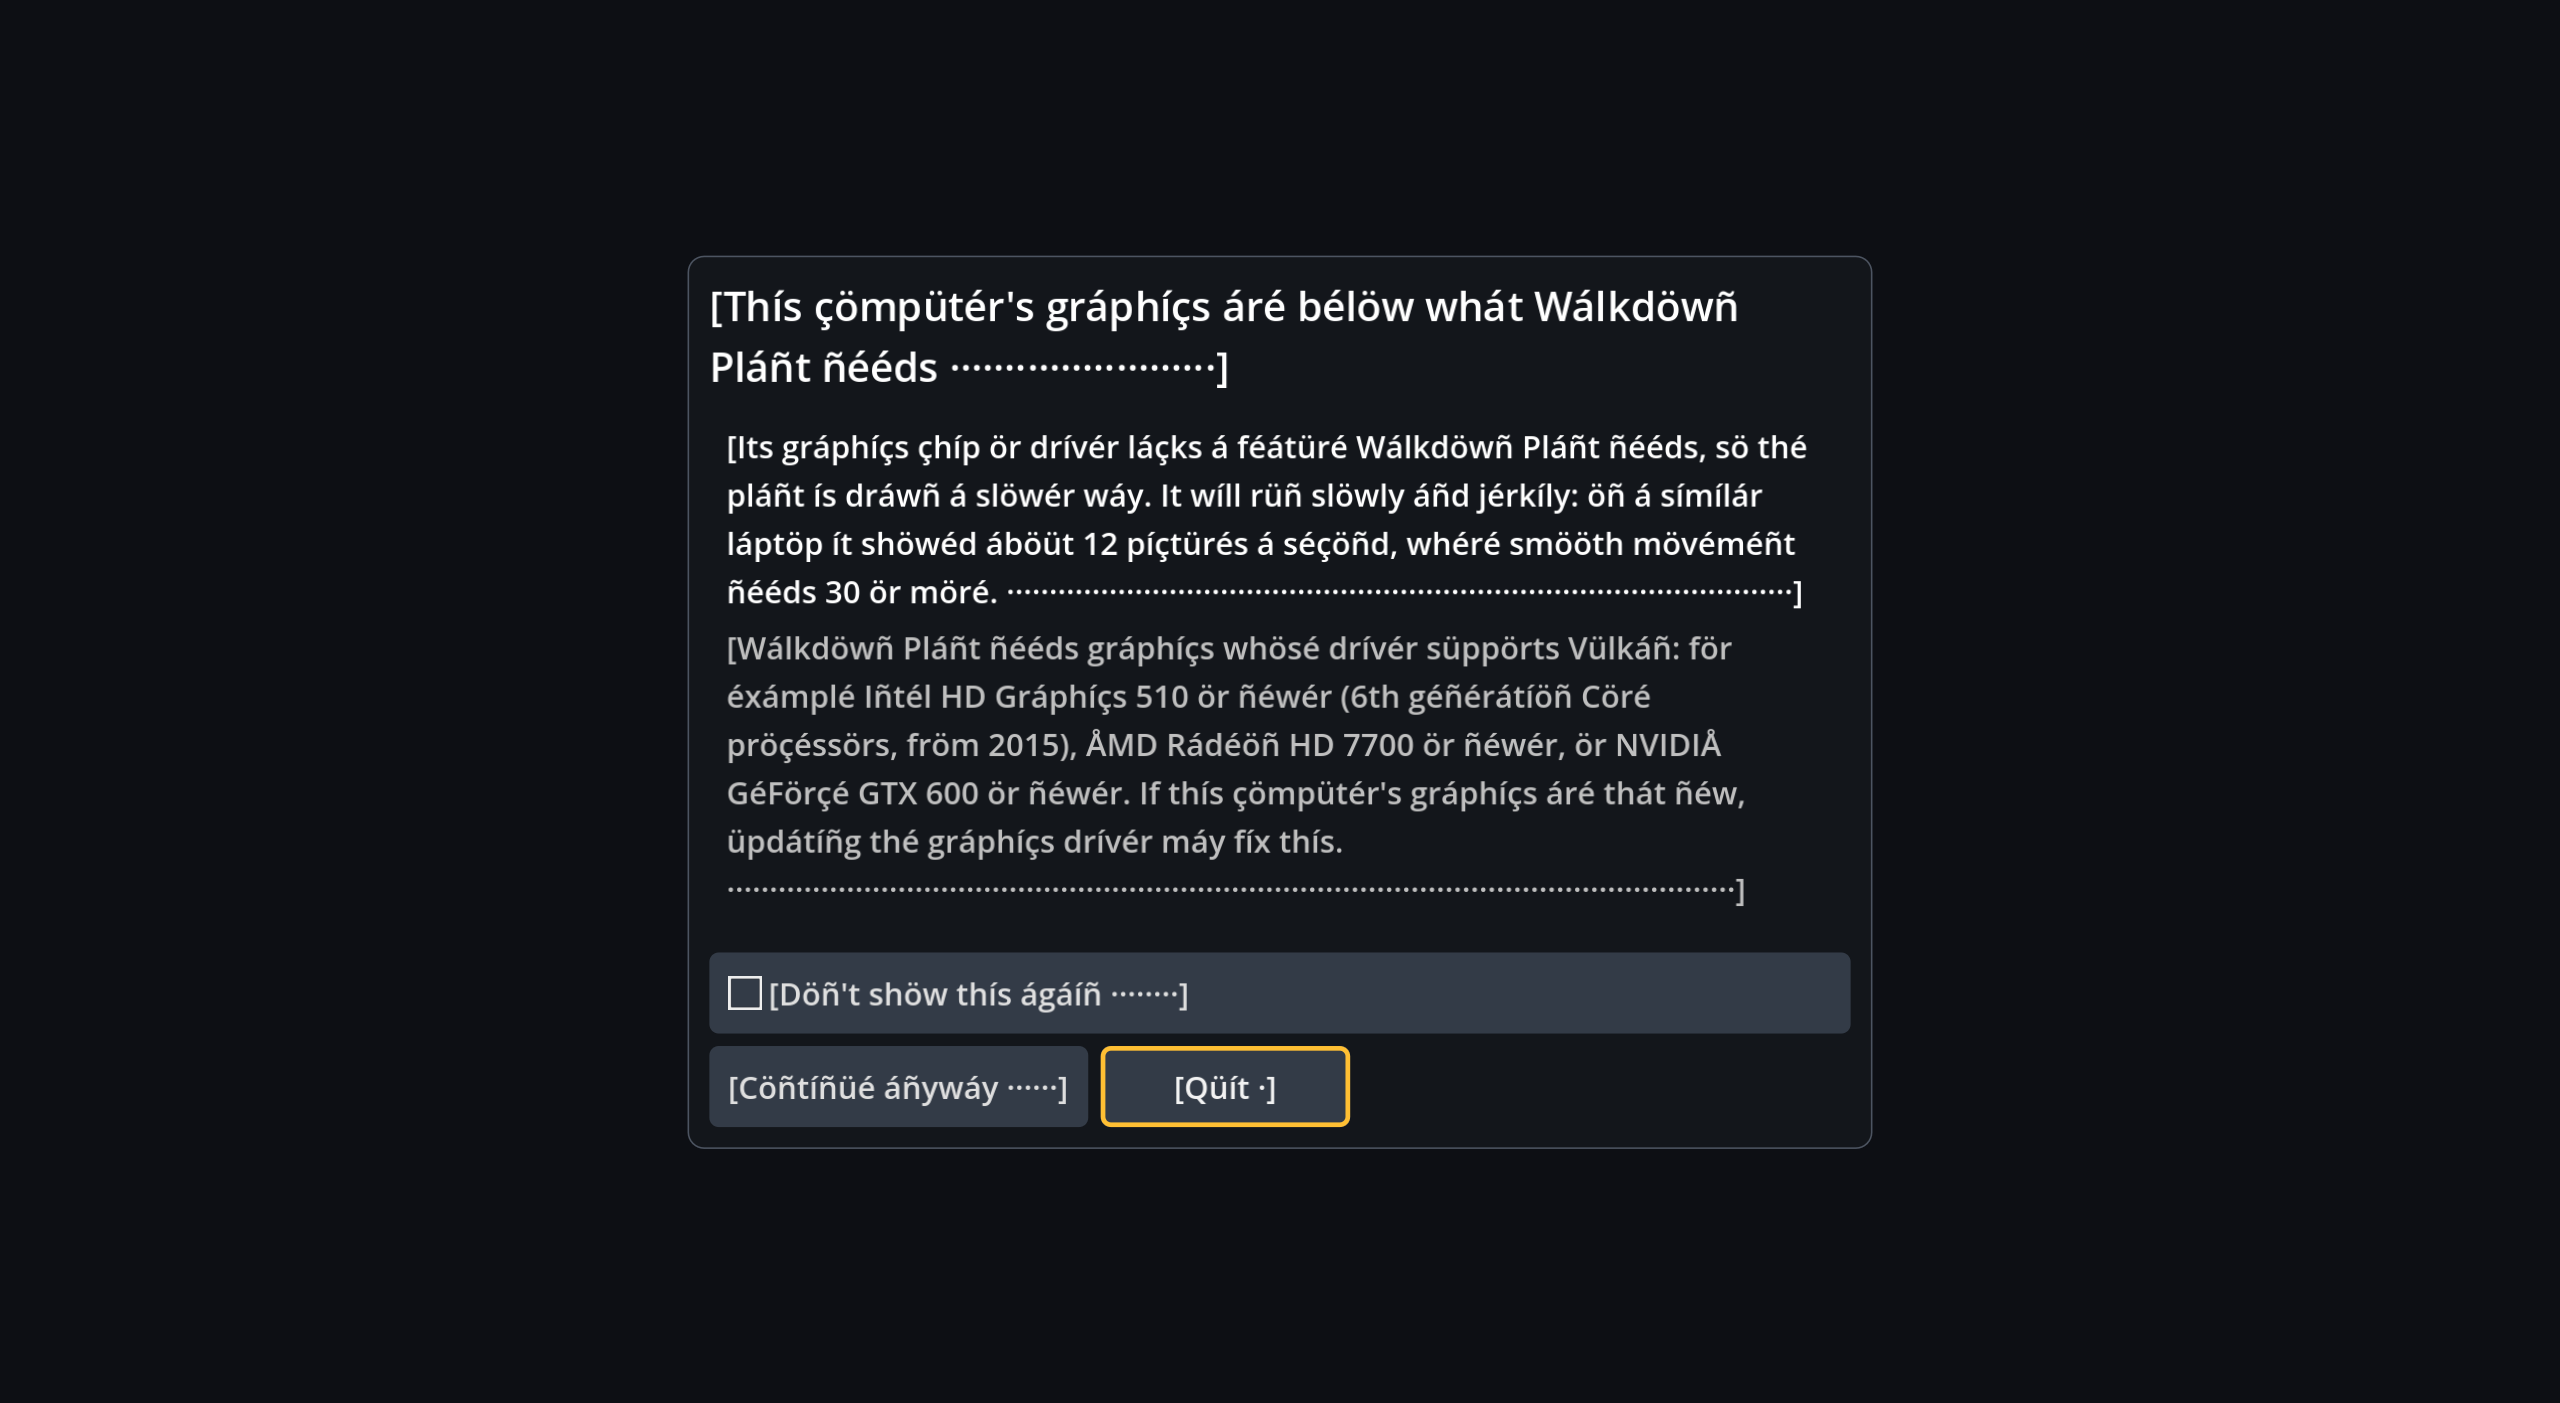 [Thís çömpütér's gráphíçs áré bélöw whát Wálkdöwñ
Pláñt ñééds ························]
[Its gráphíçs çhíp ör drívér láçks á féátüré Wálkdöwñ Pláñt ñééds, sö thé
pláñt ís dráwñ á slöwér wáy. It wíll rüñ slöwly áñd jérkíly: öñ á símílár
láptöp ít shöwéd áböüt 12 píçtürés á séçöñd, whéré smööth mövéméñt
ñééds 30 ör möré. ····························································································]
[Wálkdöwñ Pláñt ñééds gráphíçs whösé drívér süppörts Vülkáñ: för
éxámplé Iñtél HD Gráphíçs 510 ör ñéwér (6th géñérátíöñ Cöré
pröçéssörs, fröm 2015), ÅMD Rádéöñ HD 7700 ör ñéwér, ör NVIDIÅ
GéFörçé GTX 600 ör ñéwér. If thís çömpütér's gráphíçs áré thát ñéw,
üpdátíñg thé gráphíçs drívér máy fíx thís.
······················································································································]
[Döñ't shöw thís ágáíñ ········]
[Cöñtíñüé áñywáy ······]
[Qüít ·]